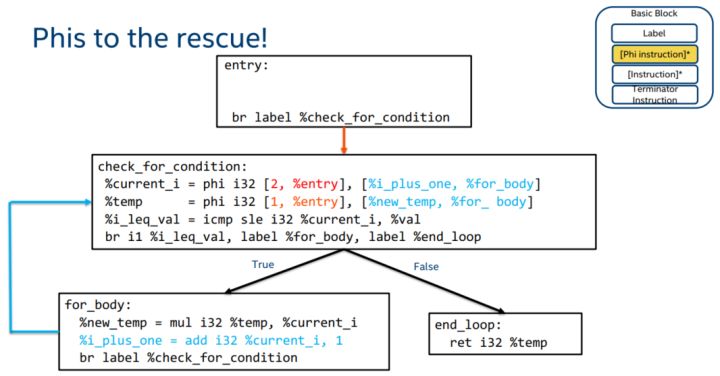 Phis to the rescue!
Basic Block
Label
[Phi instruction]*
[Instruction]*
Terminator
Instruction
entry:
br label %check_for_condition
check_for_condition:
%current_i = phi i32 [2, %entry], [%i_plus_one, %for_body]
%temp = phi i32 [1, %entry], [%new_temp, %for_ body]
%i_leq_val = icmp sle i32 %current_i, %val
br i1 %i_leq_val, label %for_body, label %end_loop
True
False
for_body:
%new_temp = mul i32 %temp, %current_i
%i_plus_one = add i32 %current_i, 1
br label %check_for_condition
end_loop:
ret i32 %temp